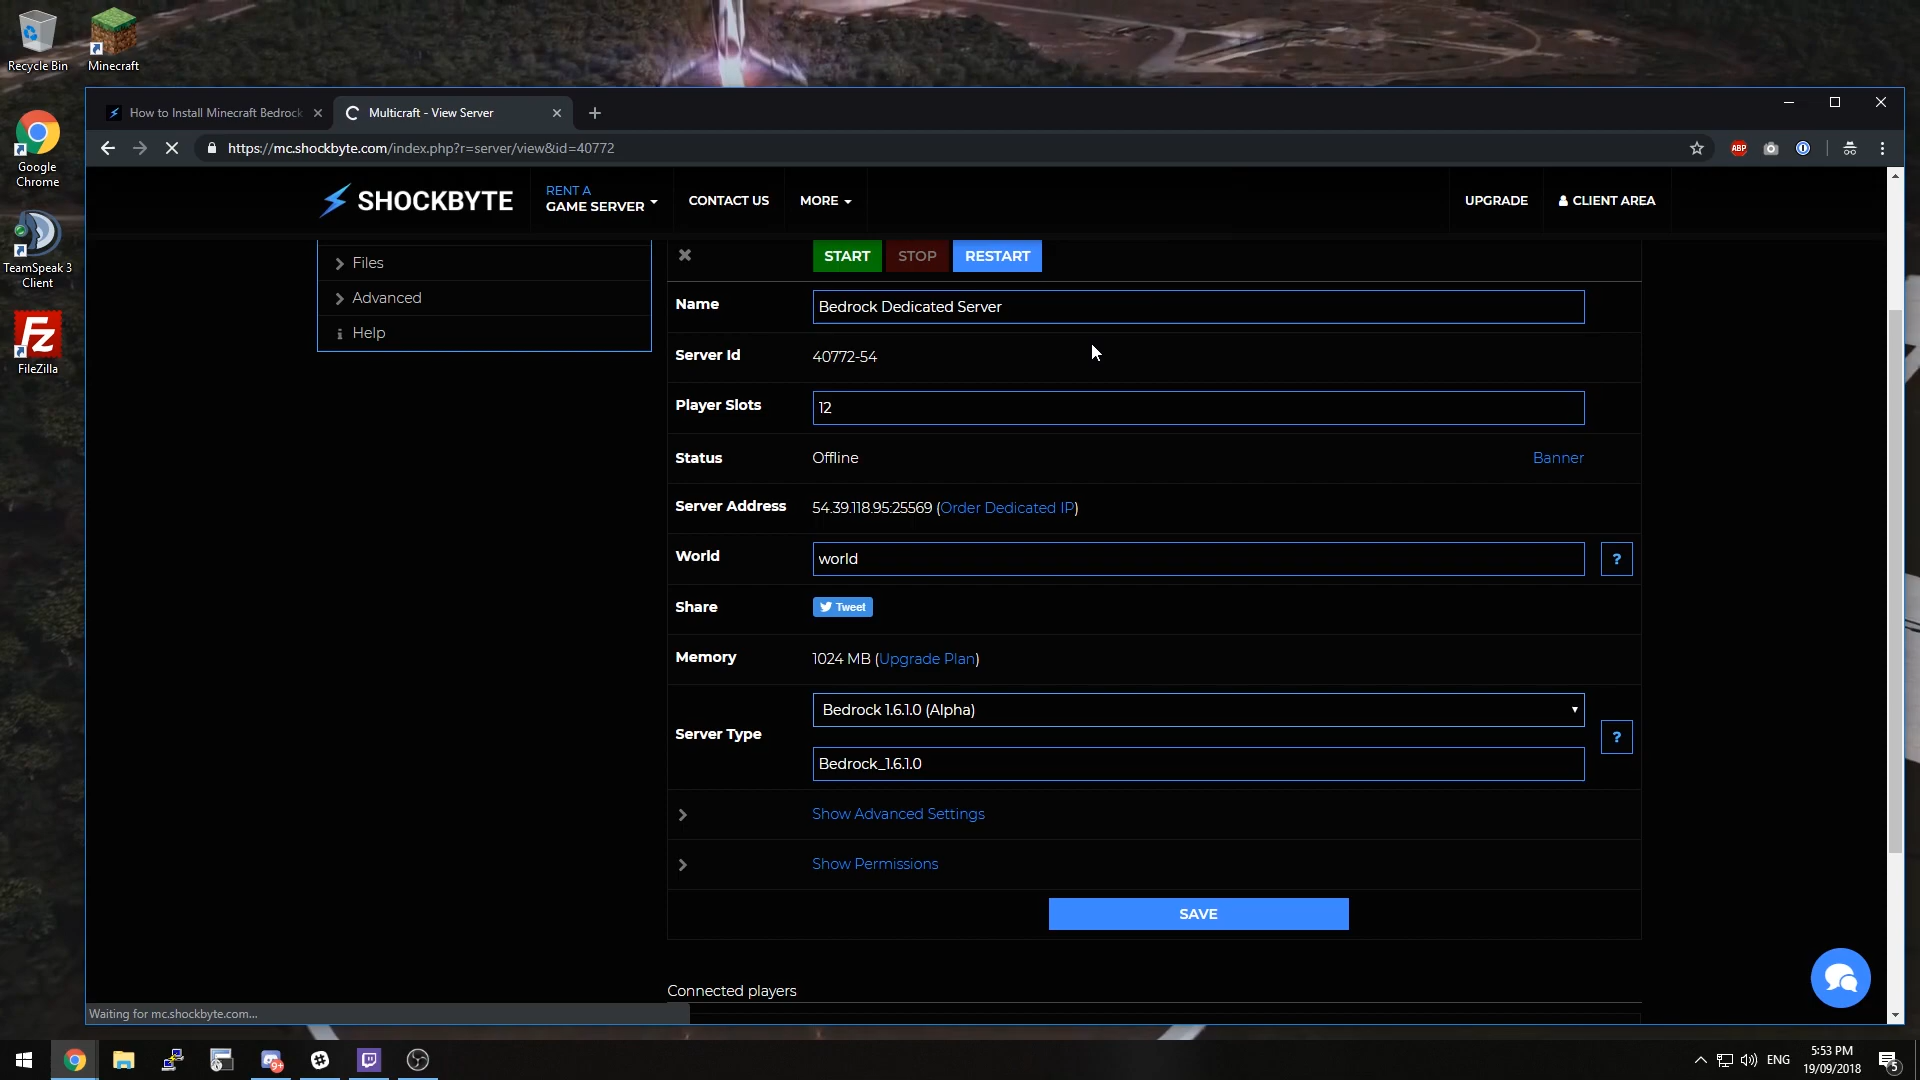 Recycle Bin
Minecraft
Google
Chrome
TeamSpeak 3
Client
FileZilla
How to Install Minecraft Bedrock
Multicraft - View Server
https://mc.shockbyte.com/index.php?r=server/view&id=40772
ABP
SHOCKBYTE
RENT A
GAME SERVER
CONTACT US
MORE
UPGRADE
CLIENT AREA
Files
Advanced
Help
START
STOP
RESTART
Name
Bedrock Dedicated Server
Server Id
40772-54
Player Slots
12
Status
Offline
Banner
Server Address
54.39.118.95:25569 (Order Dedicated IP)
World
world
?
Share
Tweet
Memory
1024 MB (Upgrade Plan)
Server Type
Bedrock 1.6.1.0 (Alpha)
?
Bedrock_1.6.1.0
Show Advanced Settings
Show Permissions
SAVE
Connected players
Waiting for mc.shockbyte.com...
9+
ENG
5:53 PM
19/09/2018
5